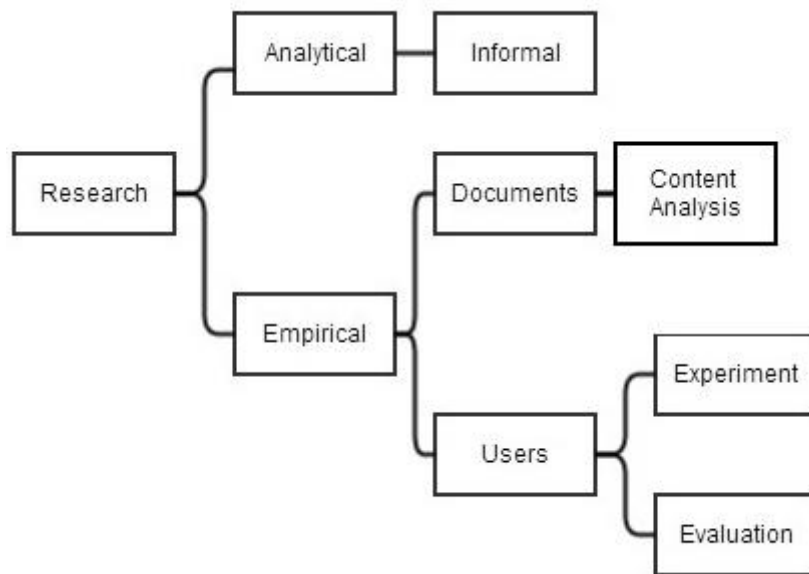 Analytical
Informal
Research
Documents
Content
Analysis
Empirical
Experiment
Users
Evaluation